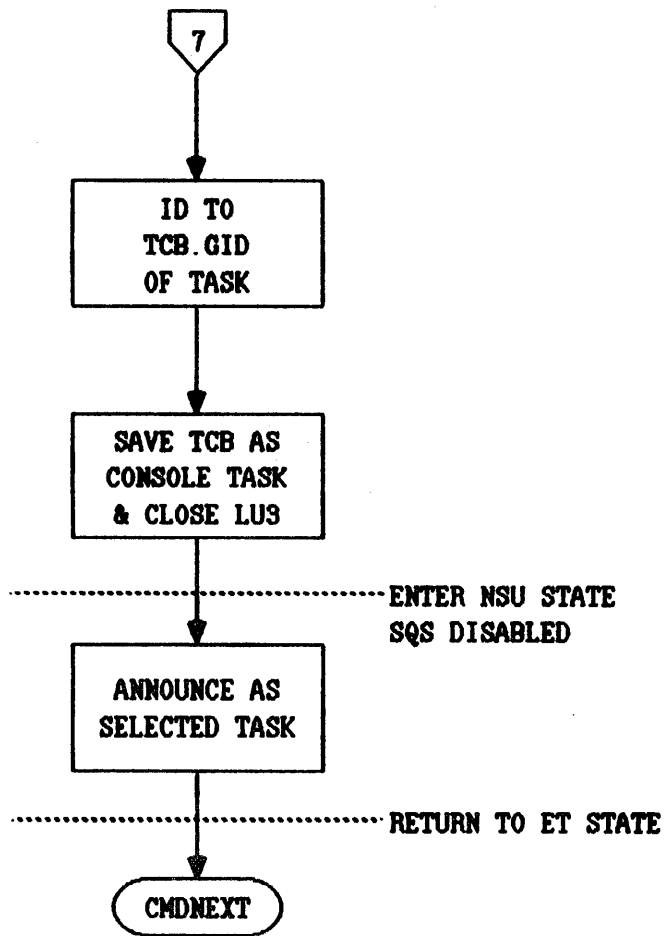 7
ID TO
TCB.GID
OF TASK
SAVE TCB AS
CONSOLE TASK
& CLOSE LU3
ENTER NSU STATE
SQS DISABLED
ANNOUNCE AS
SELECTED TASK
RETURN TO ET STATE
CMDNEXT